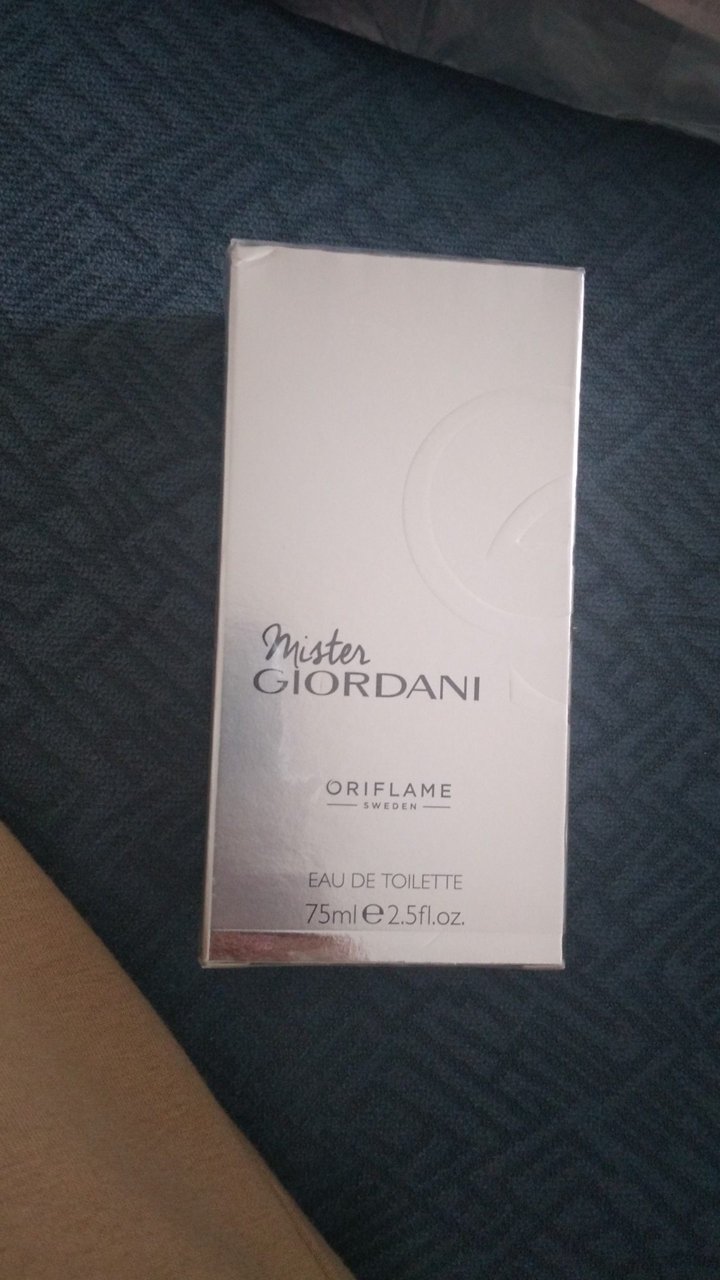 Mister
GIORDANI
ORIFLAME
SWEDEN
EAU DE TOILETTE
75ml ℮ 2.5fl.oz.